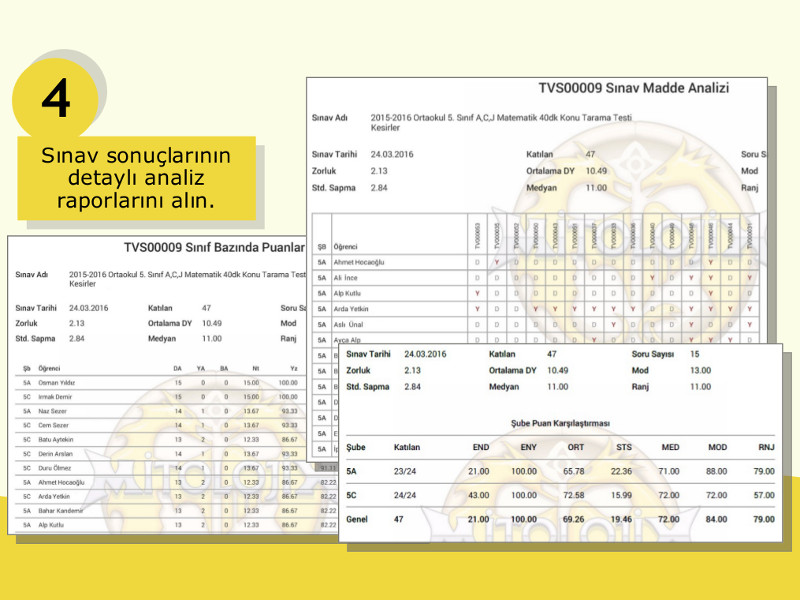 4
Sınav sonuçlarının
detaylı analiz
raporlarını alın.
TVS00009 Sınav Madde Analizi
Sınav Adı 2015-2016 Ortaokul 5. Sınıf A,C,J Matematik 40dk Konu Tarama Testi
Kesirler
Sınav Tarihi 24.03.2016 Katılan 47 Soru S
Zorluk 2.13 Ortalama DY 10.49 Mod
Std. Sapma 2.84 Medyan 11.00 Ranj
ŞB Öğrenci
5A Ahmet Hocaoğlu
5A Ali İnce
5A Alp Kutlu
5A Arda Yetkin
5A Aslı Ünal
5A Ayça Alp
TVS00009 Sınıf Bazında Puanlar
Sınav Adı 2015-2016 Ortaokul 5. Sınıf A,C,J Matematik 40dk Konu Tarama Test
Kesirler
Sınav Tarihi 24.03.2016 Katılan 47 Soru Sa
Zorluk 2.13 Ortalama DY 10.49 Mod
Std. Sapma 2.84 Medyan 11.00 Ranj
Şb Öğrenci DA YA BA Nt Yz
5A Osman Yıldız 15 0 0 15.00 100.00
5C Irmak Demir 15 0 0 15.00 100.00
5A Naz Sezer 14 1 0 13.67 93.33
5C Cem Sezer 14 1 0 13.67 93.33
5C Batu Aytekin 13 2 0 12.33 86.67
5C Derin Arslan 14 1 0 13.67 93.33
5C Duru Ölmez 14 1 0 13.67 93.33 91.11
5A Ahmet Hocaoğlu 13 2 0 12.33 86.67 82.22
5C Arda Yetkin 13 2 0 12.33 86.67 82.22
5A Bahar Kandemir 13 2 0 12.33 86.67 82.22
5A Alp Kutlu 13 2 0 12.33 86.67 82.22
Sınav Tarihi 24.03.2016 Katılan 47 Soru Sayısı 15
Zorluk 2.13 Ortalama DY 10.49 Mod 13.00
Std. Sapma 2.84 Medyan 11.00 Ranj 11.00
Şube Puan Karşılaştırması
Şube Katılan END ENY ORT STS MED MOD RNJ
5A 23/24 21.00 100.00 65.78 22.36 71.00 88.00 79.00
5C 24/24 43.00 100.00 72.58 15.99 72.00 72.00 57.00
Genel 47 21.00 100.00 69.26 19.46 72.00 84.00 79.00